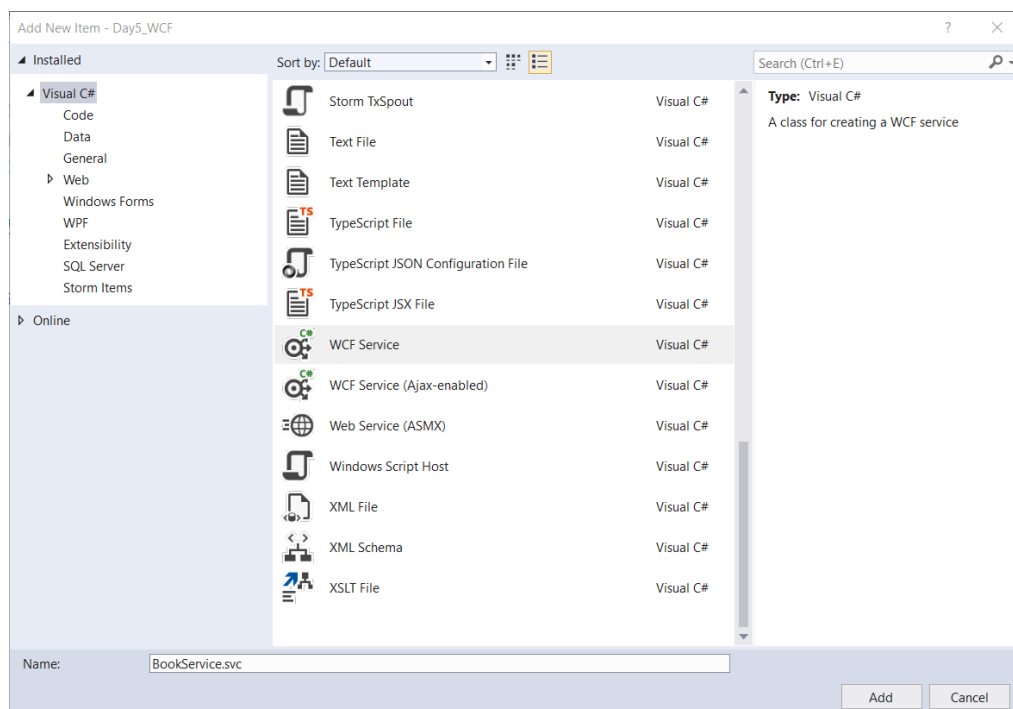 Add New Item - Day5_WCF
?
Installed
Sort by: Default
Search (Ctrl+E)
Visual C#
Code
Data
General
Web
Windows Forms
WPF
Extensibility
SQL Server
Storm Items
Online
Storm TxSpout Visual C#
Text File Visual C#
Text Template Visual C#
TS TypeScript File Visual C#
TypeScript JSON Configuration File Visual C#
TS TypeScript JSX File Visual C#
C# WCF Service Visual C#
C# WCF Service (Ajax-enabled) Visual C#
Web Service (ASMX) Visual C#
Windows Script Host Visual C#
XML File Visual C#
XML Schema Visual C#
XSLT File Visual C#
Type: Visual C#
A class for creating a WCF service
Name: BookService.svc
Add Cancel